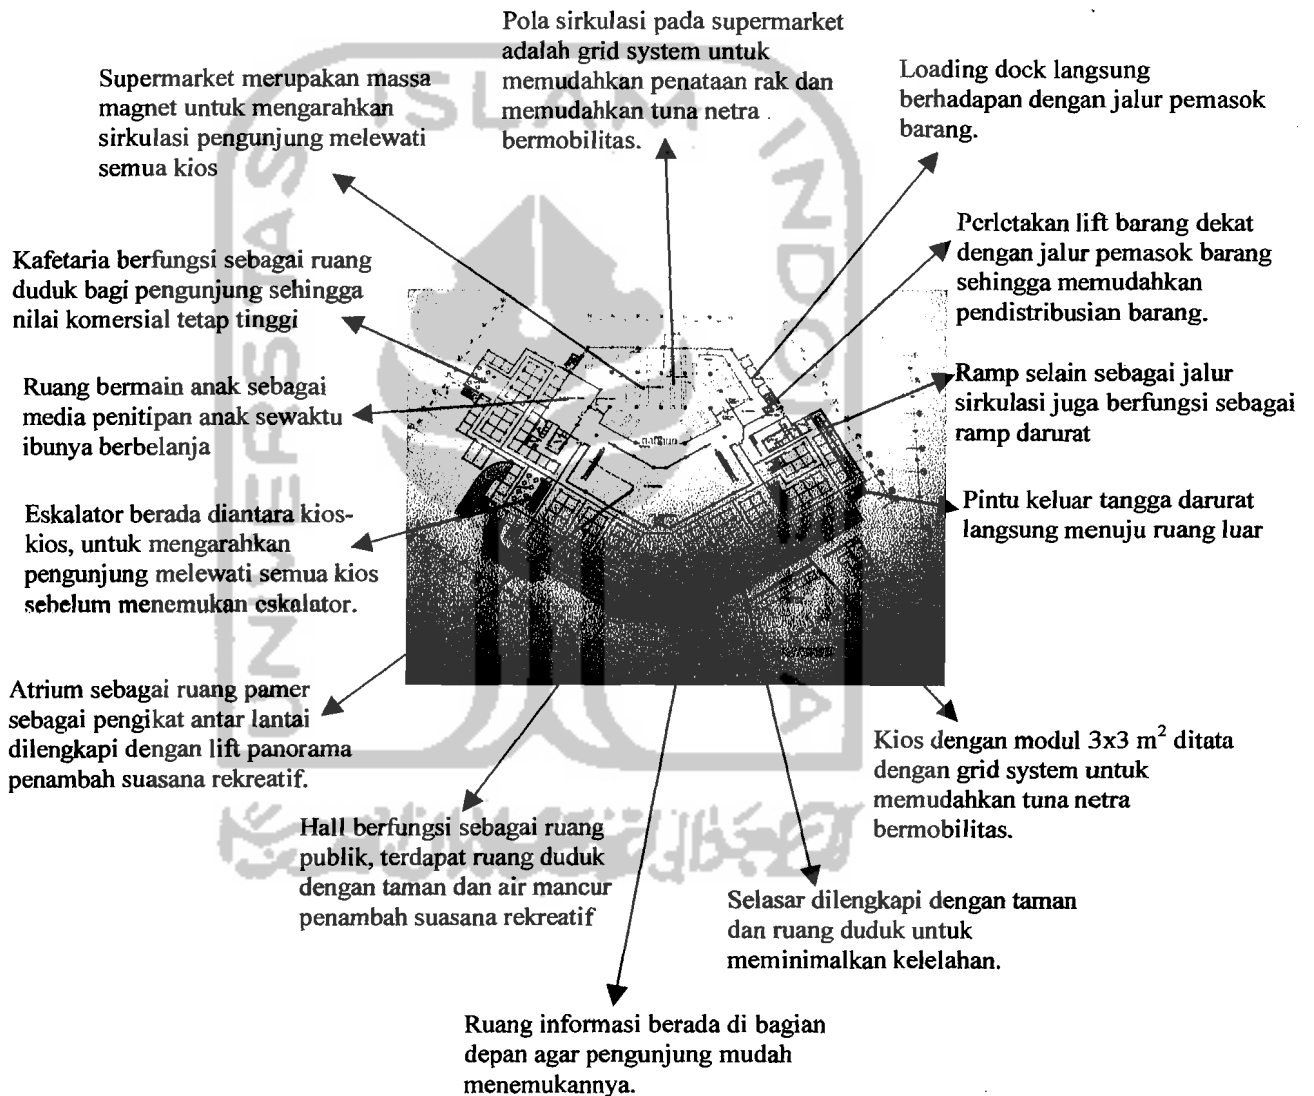 Pola sirkulasi pada supermarket
adalah grid system untuk
memudahkan penataan rak dan
memudahkan tuna netra
bermobilitas.
Supermarket merupakan massa
magnet untuk mengarahkan
sirkulasi pengunjung melewati
semua kios
Loading dock langsung
berhadapan dengan jalur pemasok
barang.
Perletakan lift barang dekat
dengan jalur pemasok barang
sehingga memudahkan
pendistribusian barang.
Kafetaria berfungsi sebagai ruang
duduk bagi pengunjung sehingga
nilai komersial tetap tinggi
Ruang bermain anak sebagai
media penitipan anak sewaktu
ibunya berbelanja
Ramp selain sebagai jalur
sirkulasi juga berfungsi sebagai
ramp darurat
Eskalator berada diantara kios-
kios, untuk mengarahkan
pengunjung melewati semua kios
sebelum menemukan eskalator.
Pintu keluar tangga darurat
langsung menuju ruang luar
Atrium sebagai ruang pamer
sebagai pengikat antar lantai
dilengkapi dengan lift panorama
penambah suasana rekreatif.
Kios dengan modul 3x3 m² ditata
dengan grid system untuk
memudahkan tuna netra
bermobilitas.
Hall berfungsi sebagai ruang
publik, terdapat ruang duduk
dengan taman dan air mancur
penambah suasana rekreatif
Selasar dilengkapi dengan taman
dan ruang duduk untuk
meminimalkan kelelahan.
Ruang informasi berada di bagian
depan agar pengunjung mudah
menemukannya.
UNIVERSITAS
ISLAM
INDONESIA